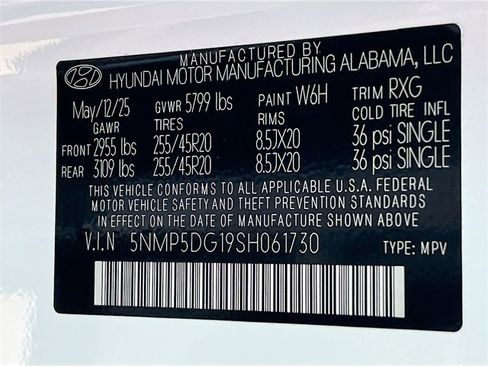 MANUFACTURED BY
HYUNDAI MOTOR MANUFACTURING ALABAMA, LLC
May/12/25 GVWR 5799 lbs PAINT W6H TRIM RXG
GAWR TIRES RIMS COLD TIRE INFL
FRONT 2955 lbs 255/45R20 8.5JX20 36 psi SINGLE
REAR 3109 lbs 255/45R20 8.5JX20 36 psi SINGLE
THIS VEHICLE CONFORMS TO ALL APPLICABLE U.S.A. FEDERAL
MOTOR VEHICLE SAFETY AND THEFT PREVENTION STANDARDS
IN EFFECT ON THE DATE OF MANUFACTURE SHOWN ABOVE.
V.I.N 5NMP5DG19SH061730 TYPE: MPV